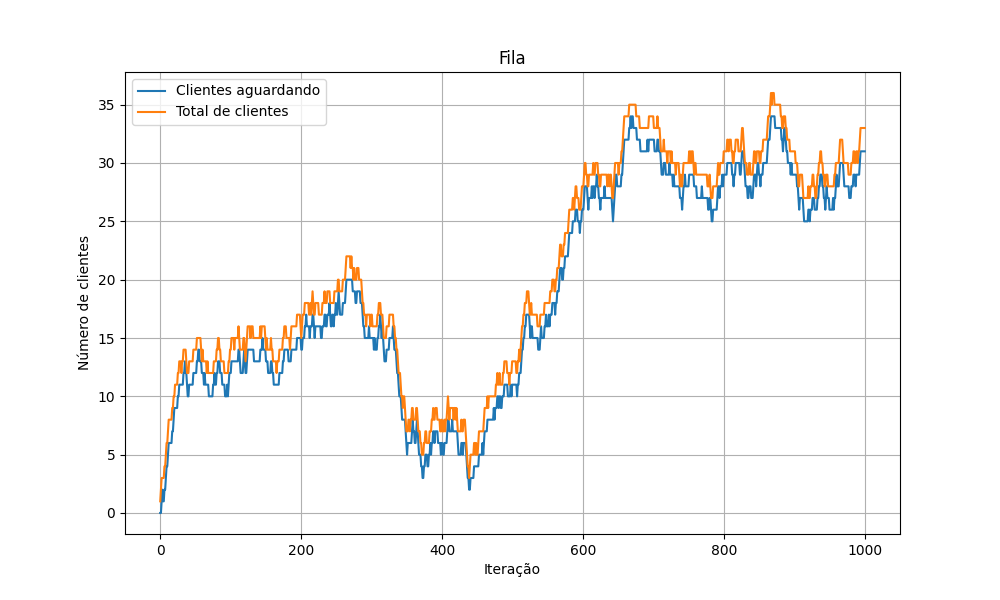 Fila
Clientes aguardando
Total de clientes
Número de clientes
35
30
25
20
15
10
5
0
0 200 400 600 800 1000
Iteração